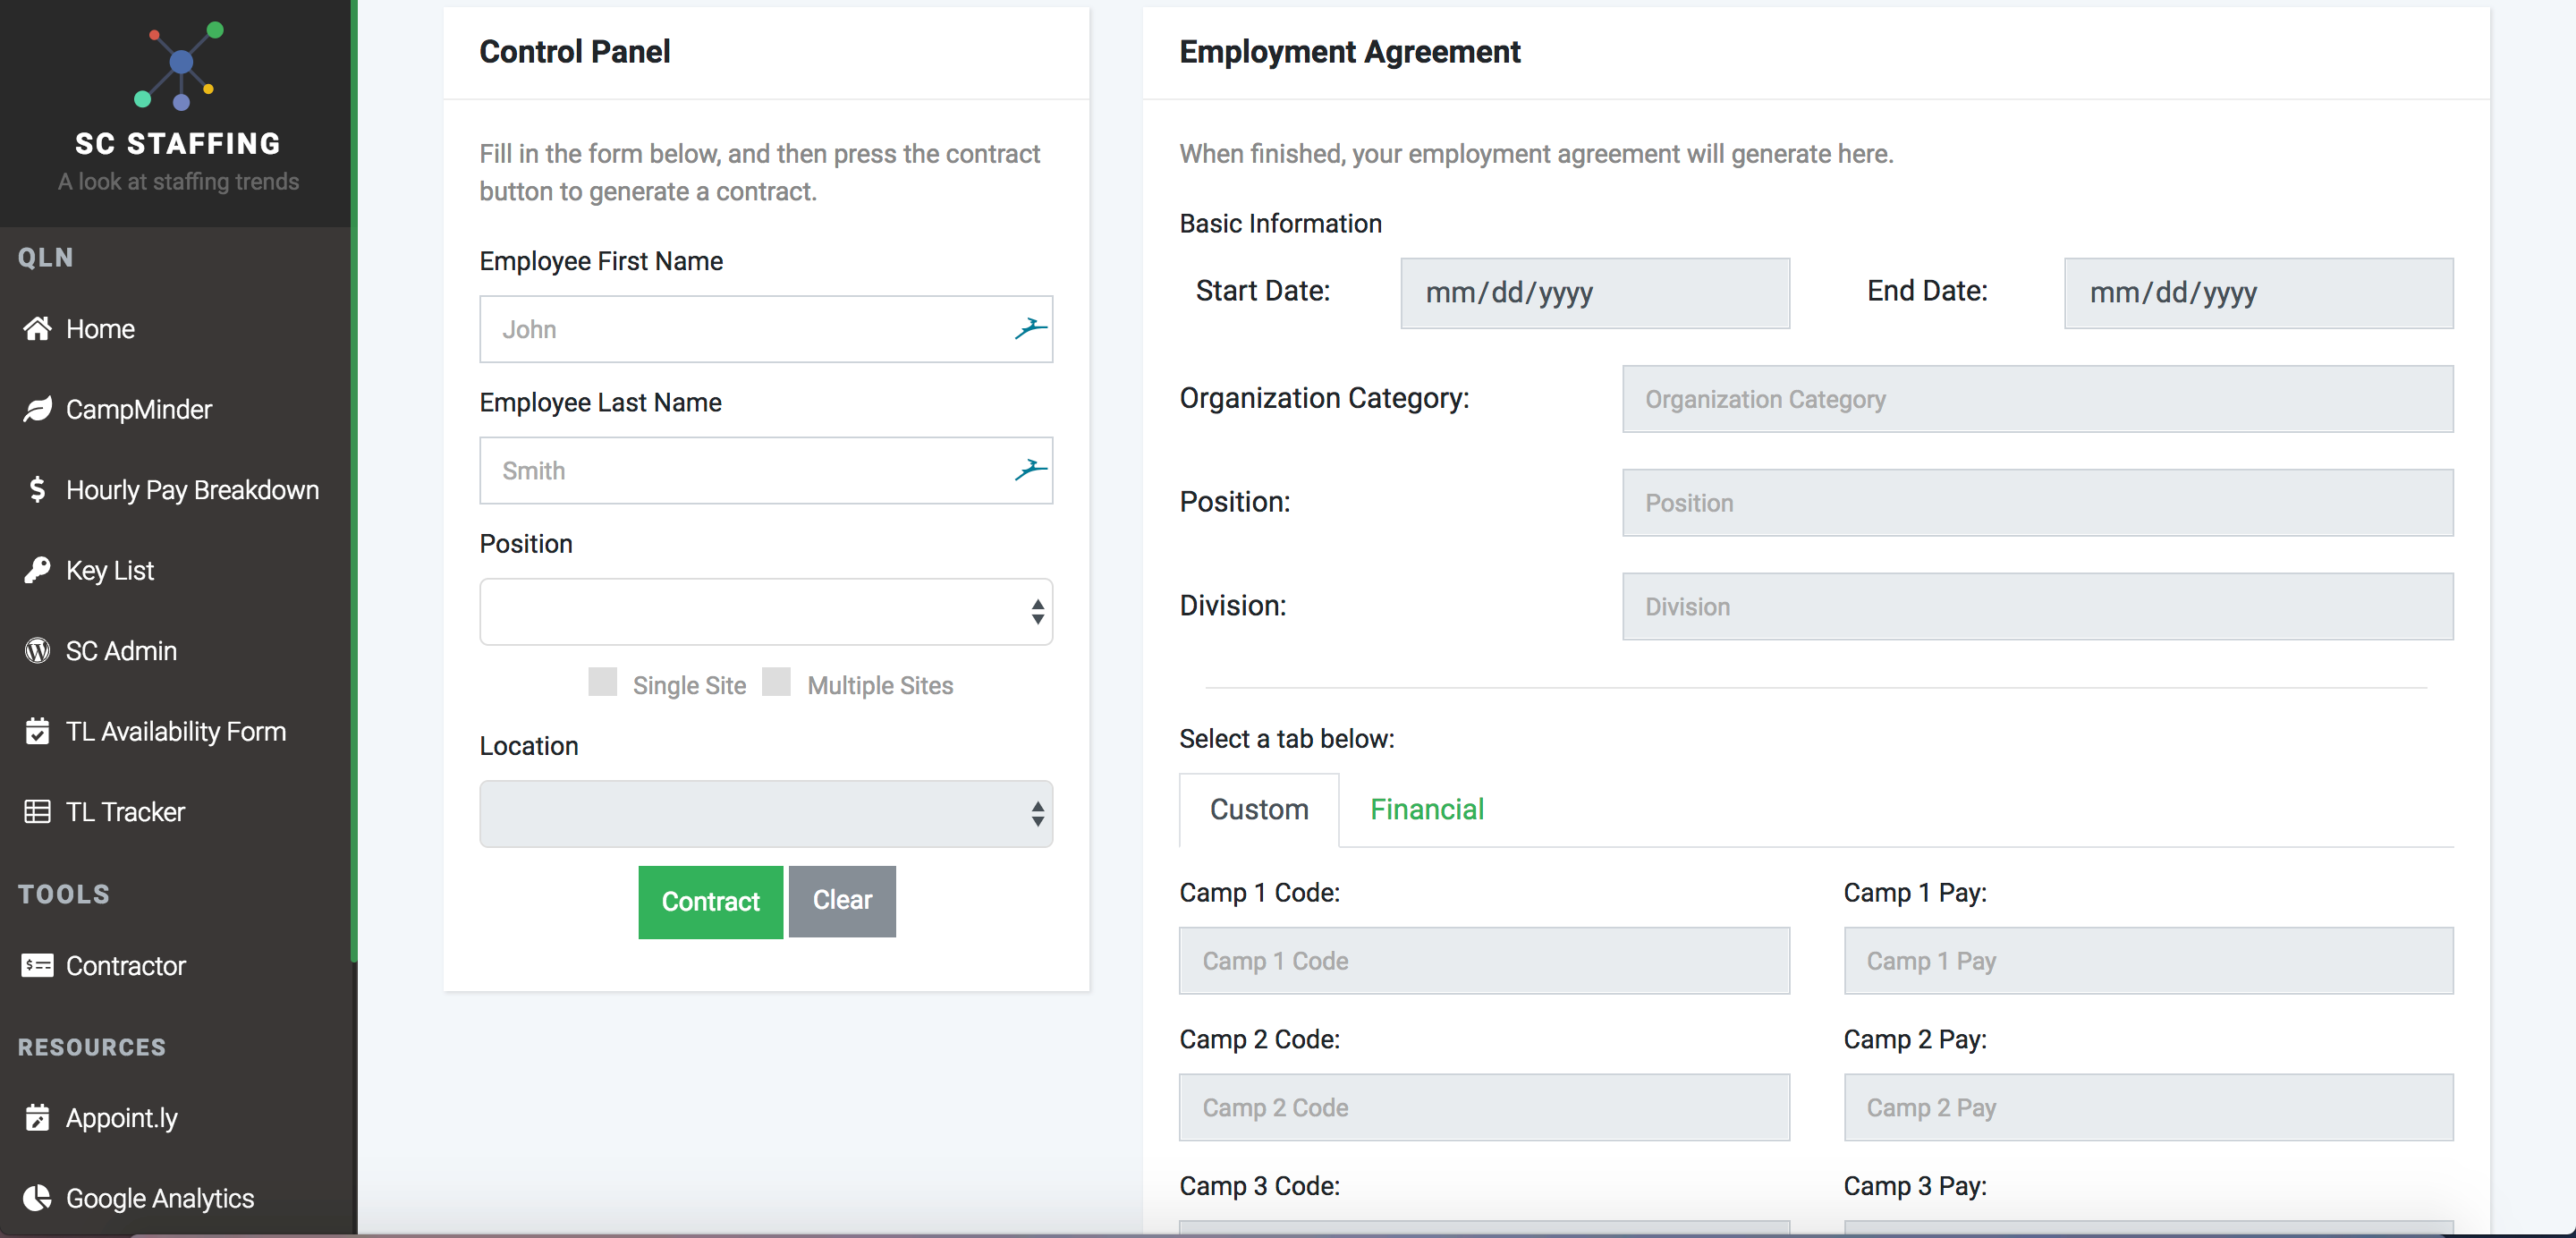 SC STAFFING
A look at staffing trends
QLN
Home
CampMinder
Hourly Pay Breakdown
Key List
SC Admin
TL Availability Form
TL Tracker
TOOLS
Contractor
RESOURCES
Appoint.ly
Google Analytics
Control Panel
Fill in the form below, and then press the contract
button to generate a contract.
Employee First Name
John
Employee Last Name
Smith
Position
Single Site Multiple Sites
Location
Contract Clear
Employment Agreement
When finished, your employment agreement will generate here.
Basic Information
Start Date: mm/dd/yyyy End Date: mm/dd/yyyy
Organization Category: Organization Category
Position: Position
Division: Division
Select a tab below:
Custom Financial
Camp 1 Code: Camp 1 Pay:
Camp 1 Code Camp 1 Pay
Camp 2 Code: Camp 2 Pay:
Camp 2 Code Camp 2 Pay
Camp 3 Code: Camp 3 Pay: